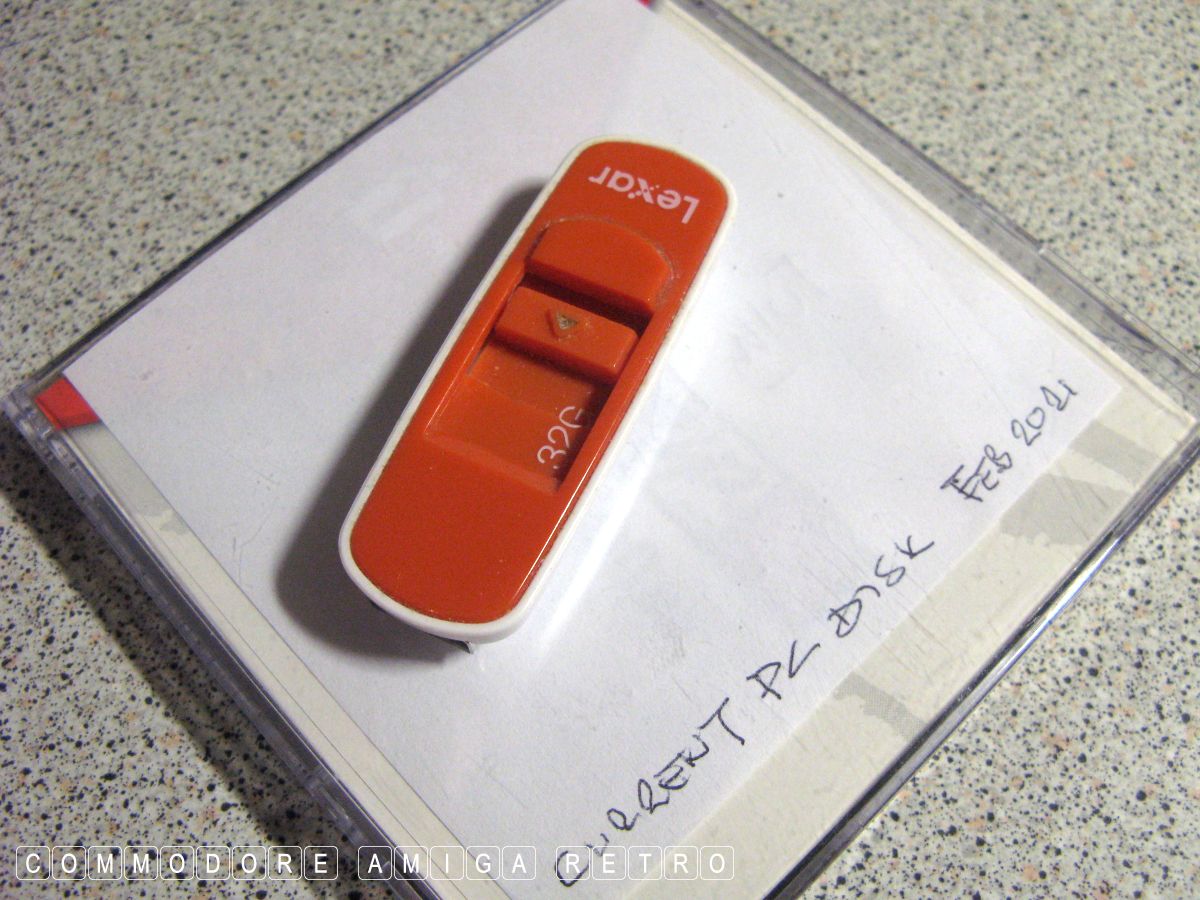 Lexar
32G
CURRENT PC DISK FEB 2021
COMMODORE AMIGA RETRO